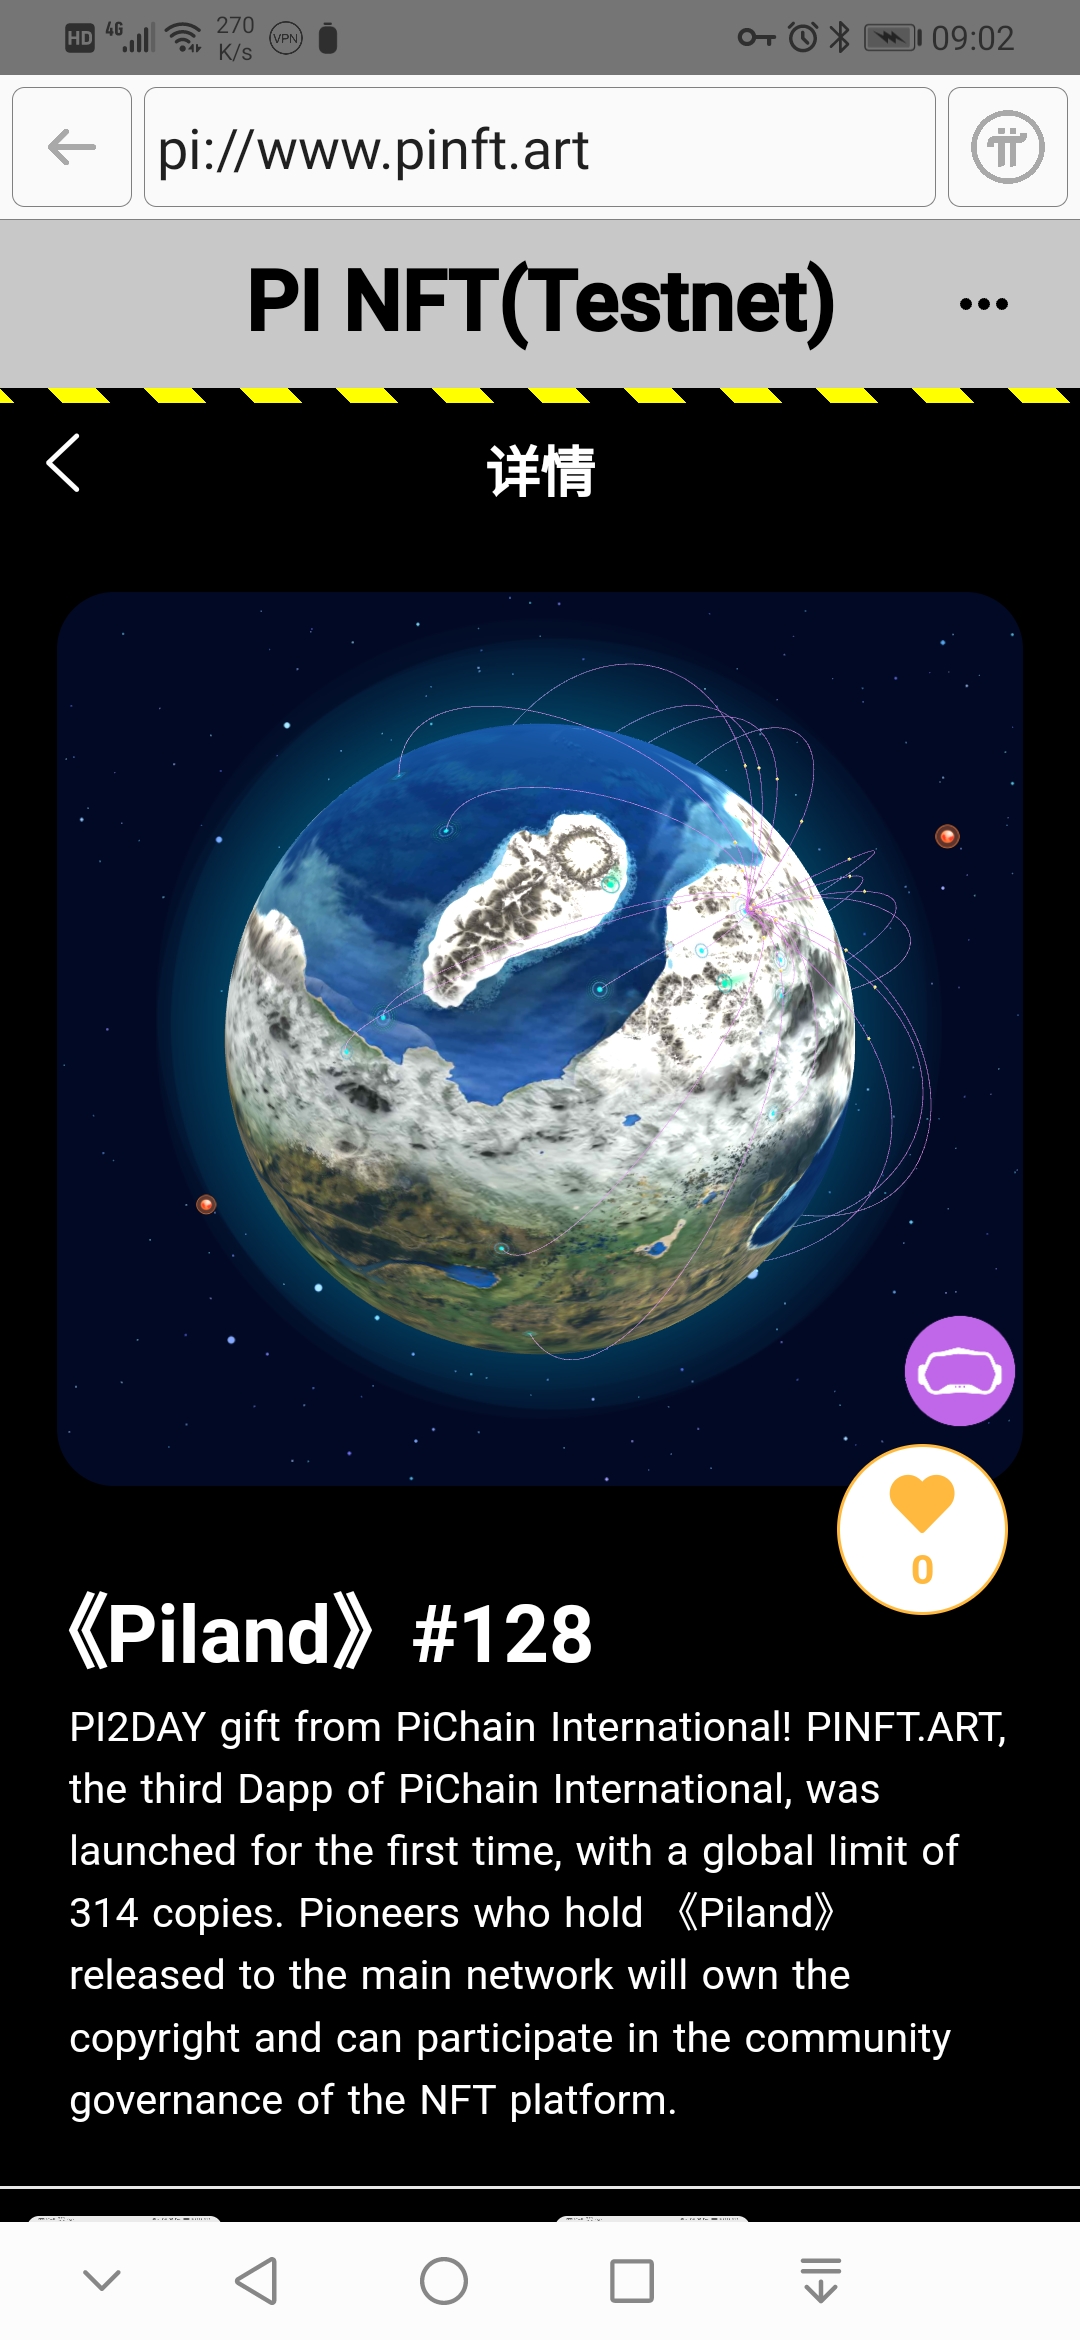 HD 4G 270 K/s VPN 09:02
pi://www.pinft.art
PI NFT(Testnet)
详情
0
《Piland》 #128
PI2DAY gift from PiChain International! PINFT.ART,
the third Dapp of PiChain International, was
launched for the first time, with a global limit of
314 copies. Pioneers who hold 《Piland》
released to the main network will own the
copyright and can participate in the community
governance of the NFT platform.